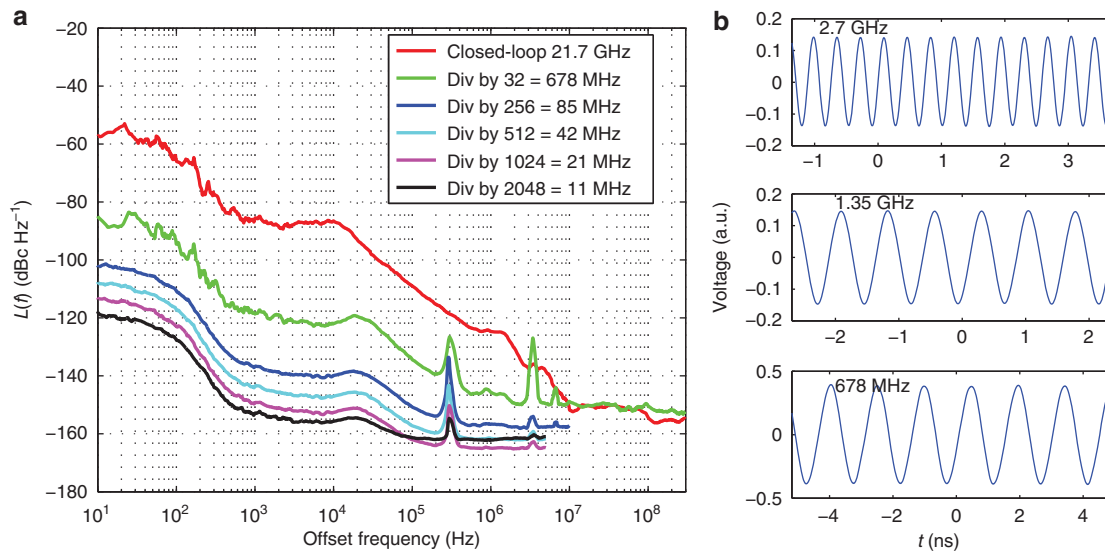 a
−20
−40
−60
−80
−100
−120
−140
−160
−180
L(f) (dBc Hz⁻¹)
10¹ 10² 10³ 10⁴ 10⁵ 10⁶ 10⁷ 10⁸
Offset frequency (Hz)
Closed-loop 21.7 GHz
Div by 32 = 678 MHz
Div by 256 = 85 MHz
Div by 512 = 42 MHz
Div by 1024 = 21 MHz
Div by 2048 = 11 MHz
b
Voltage (a.u.)
2.7 GHz
0.2
0.1
0
−0.1
−0.2
−1 0 1 2 3
1.35 GHz
0.2
0.1
0
−0.1
−0.2
−2 −1 0 1 2
678 MHz
0.5
0
−0.5
−4 −2 0 2 4
t (ns)